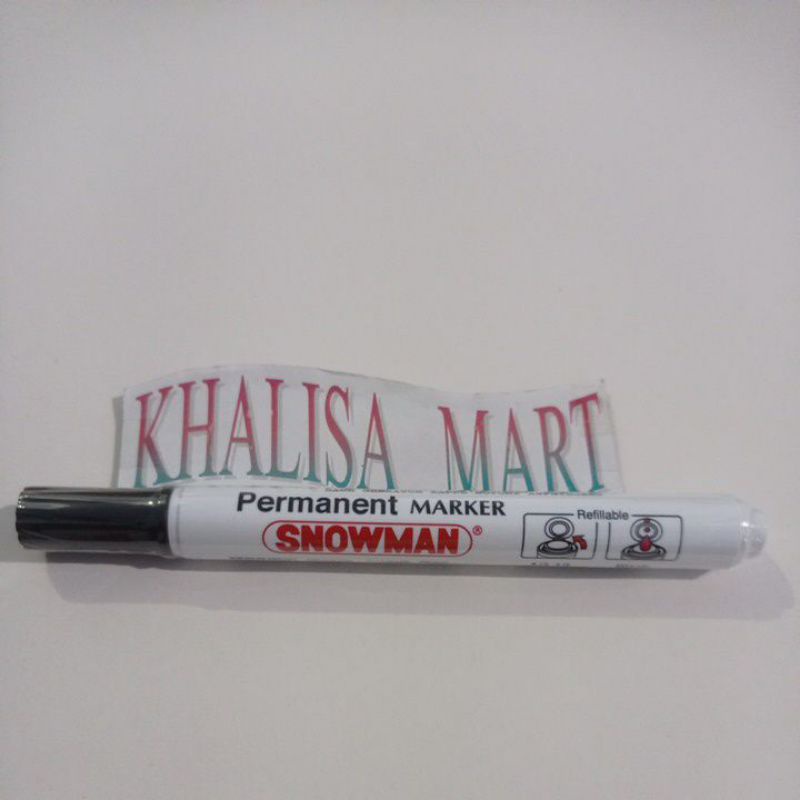 KHALISA MART
Permanent MARKER
SNOWMAN®
Refillable